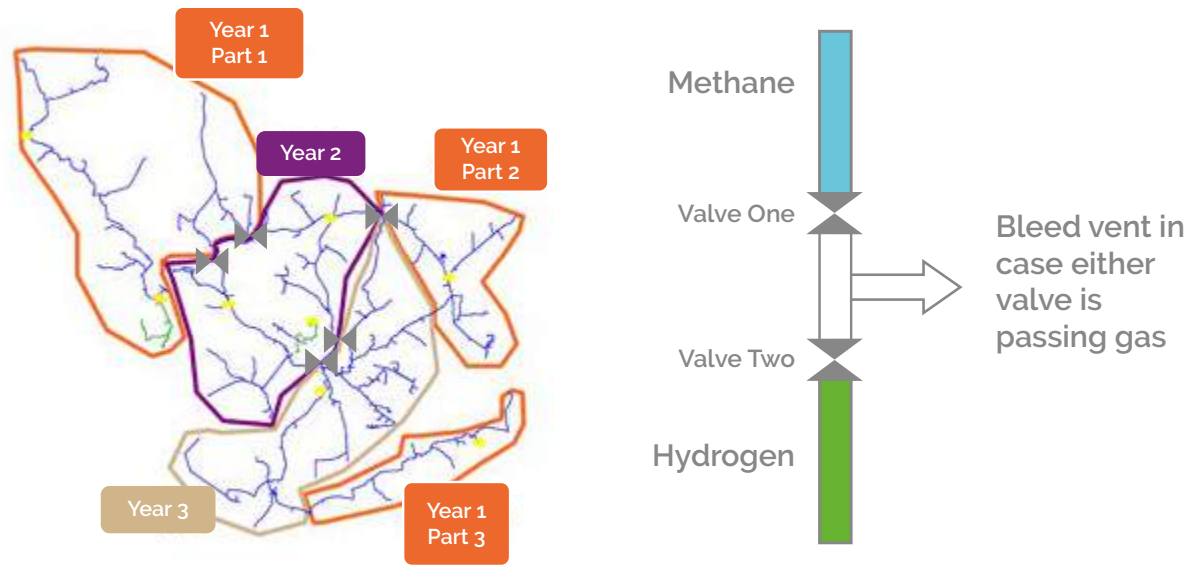 Year 1
Part 1
Year 2
Year 1
Part 2
Year 3
Year 1
Part 3
Methane
Valve One
Bleed vent in
case either
valve is
passing gas
Valve Two
Hydrogen